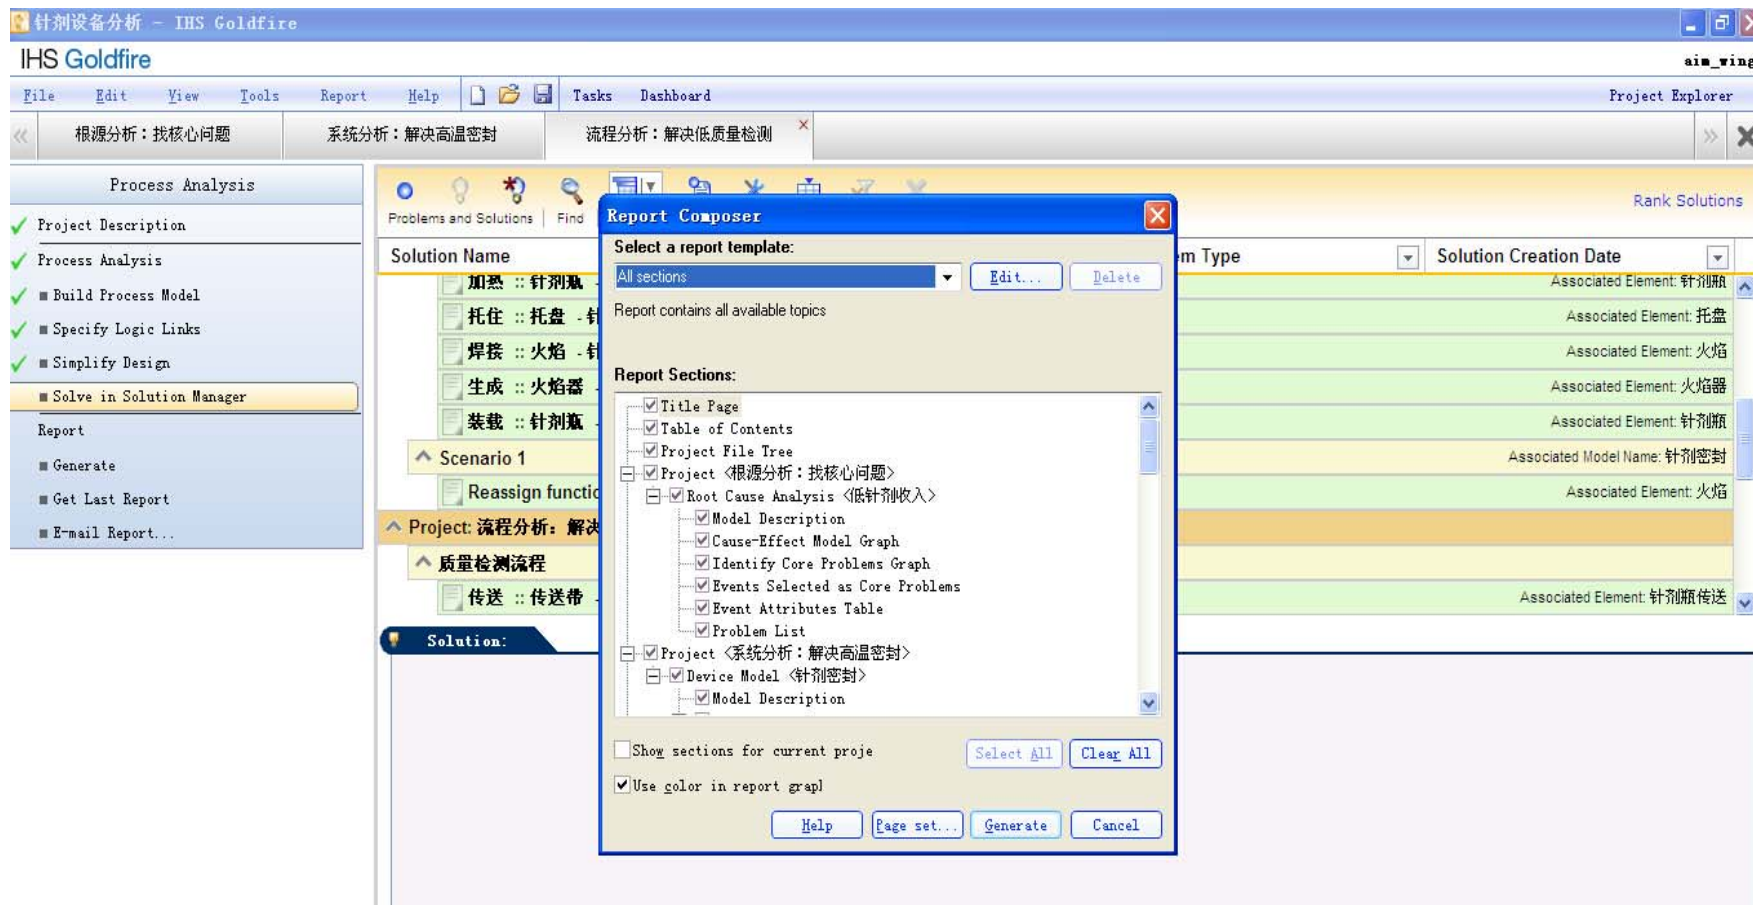 针剂设备分析 - IHS Goldfire
IHS Goldfire
aim_wing
File Edit View Tools Report Help Tasks Dashboard Project Explorer
根源分析：找核心问题 系统分析：解决高温密封 流程分析：解决低质量检测
Process Analysis
Project Description
Process Analysis
Build Process Model
Specify Logic Links
Simplify Design
Solve in Solution Manager
Report
Generate
Get Last Report
E-mail Report...
Problems and Solutions Find
Rank Solutions
Solution Name Type Solution Creation Date
加热 :: 针剂瓶 - Associated Element: 针剂瓶
托住 :: 托盘 - 针 Associated Element: 托盘
焊接 :: 火焰 - 针 Associated Element: 火焰
生成 :: 火焰器 - Associated Element: 火焰器
装载 :: 针剂瓶 - Associated Element: 针剂瓶
Scenario 1 Associated Model Name: 针剂密封
Reassign functio Associated Element: 火焰
Project: 流程分析：解决
质量检测流程
传送 :: 传送带 - Associated Element: 针剂瓶传送
Solution:
Report Composer
Select a report template:
All sections Edit... Delete
Report contains all available topics
Report Sections:
Title Page
Table of Contents
Project File Tree
Project <根源分析：找核心问题>
Root Cause Analysis <低针剂收入>
Model Description
Cause-Effect Model Graph
Identify Core Problems Graph
Events Selected as Core Problems
Event Attributes Table
Problem List
Project <系统分析：解决高温密封>
Device Model <针剂密封>
Model Description
Show sections for current proje Select All Clear All
Use color in report grapl
Help Page set... Generate Cancel